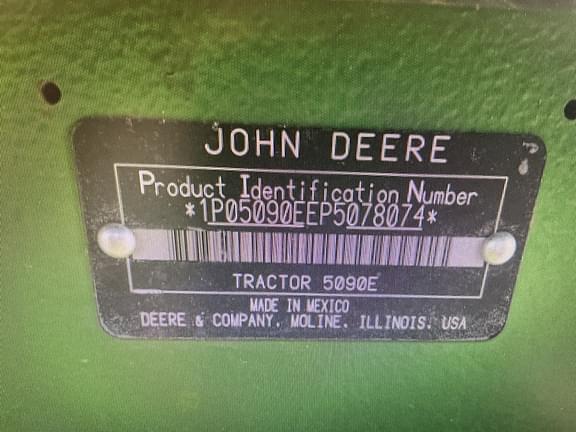 JOHN DEERE
Product Identification Number
*1P05090EEP5078074*
TRACTOR 5090E
MADE IN MEXICO
DEERE & COMPANY, MOLINE, ILLINOIS, USA